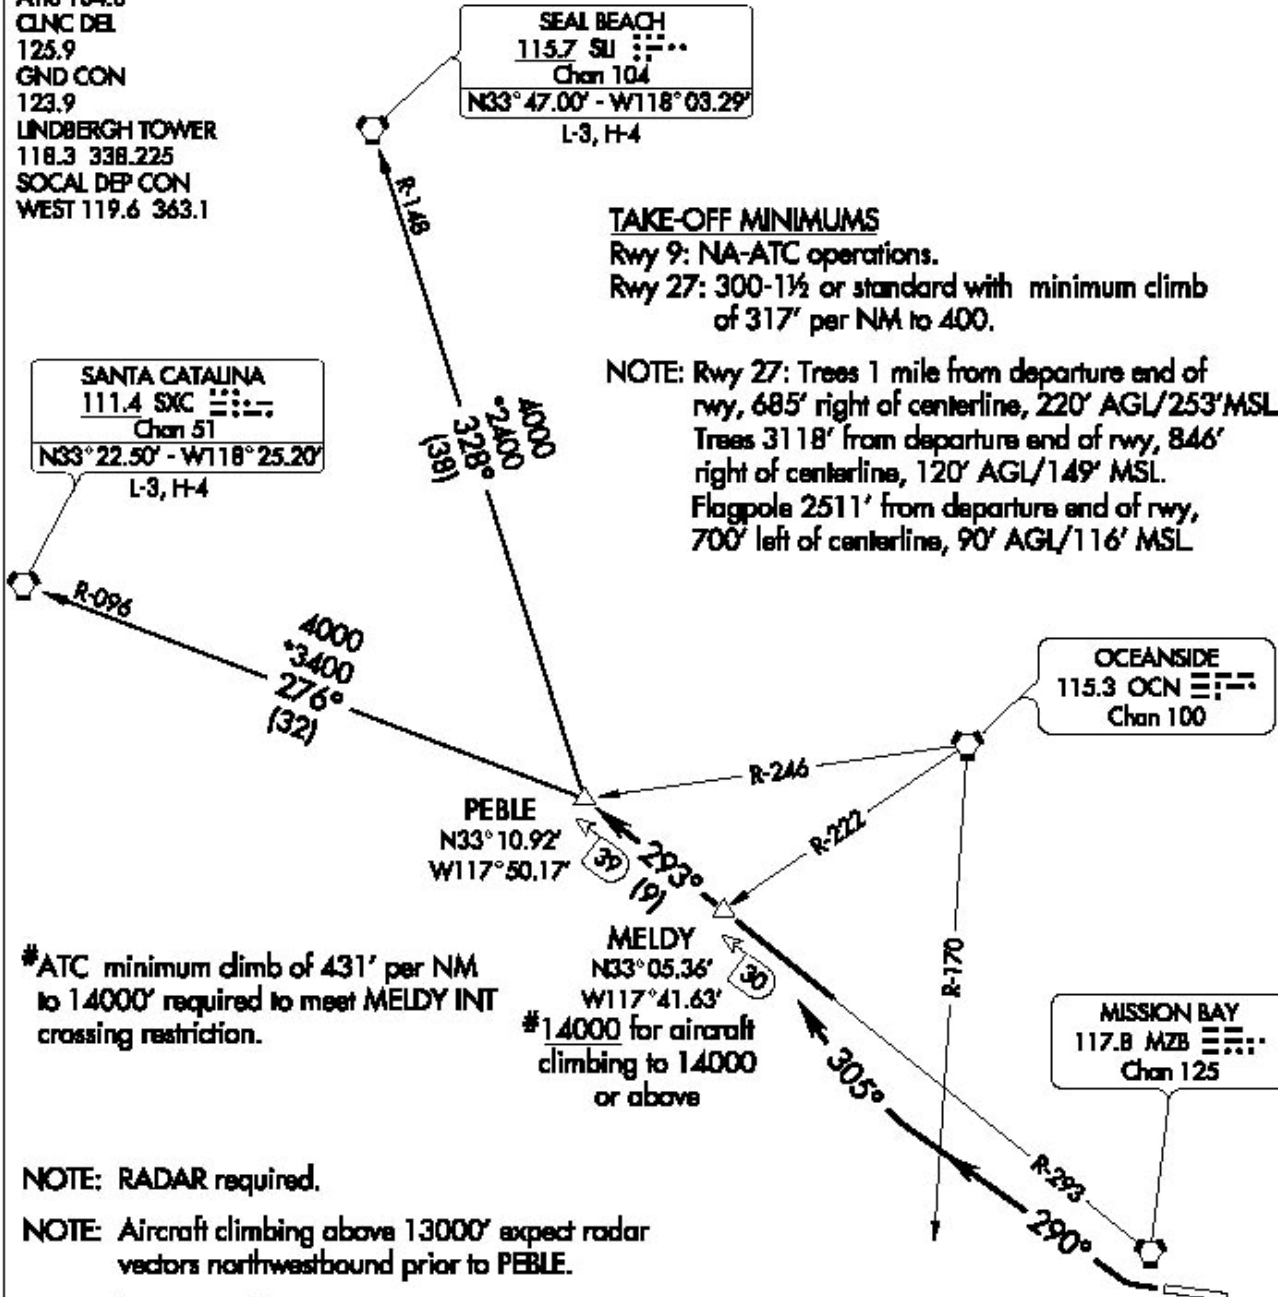 CLNC DEL
125.9
GND CON
123.9
LINDBERGH TOWER
118.3 338.225
SOCAL DEP CON
WEST 119.6 363.1
SEAL BEACH
115.7 SLI
Chan 104
N33°47.00' - W118°03.29'
L-3, H-4
R-148
TAKE-OFF MINIMUMS
Rwy 9: NA-ATC operations.
Rwy 27: 300-1½ or standard with minimum climb
of 317' per NM to 400.
NOTE: Rwy 27: Trees 1 mile from departure end of
rwy, 685' right of centerline, 220' AGL/253'MSL
Trees 3118' from departure end of rwy, 846'
right of centerline, 120' AGL/149' MSL.
Flagpole 2511' from departure end of rwy,
700' left of centerline, 90' AGL/116' MSL
SANTA CATALINA
111.4 SXC
Chan 51
N33°22.50' - W118°25.20'
L-3, H-4
4000
*2400
328°
(38)
R-096
4000
*3400
276°
(32)
OCEANSIDE
115.3 OCN
Chan 100
R-246
R-222
R-170
PEBLE
N33°10.92'
W117°50.17'
39
293°
(9)
MELDY
N33°05.36'
W117°41.63'
30
#14000 for aircraft
climbing to 14000
or above
#ATC minimum climb of 431' per NM
to 14000' required to meet MELDY INT
crossing restriction.
MISSION BAY
117.8 MZB
Chan 125
305°
R-293
290°
NOTE: RADAR required.
NOTE: Aircraft climbing above 13000' expect radar
vectors northwestbound prior to PEBLE.